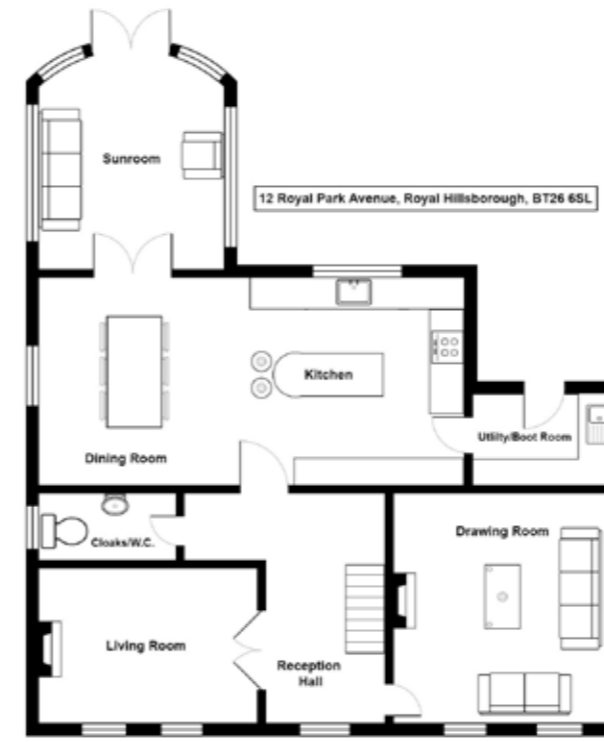 Sunroom
12 Royal Park Avenue, Royal Hillsborough, BT26 6SL
Kitchen
Dining Room
Utility/Boot Room
Cloaks/W.C.
Drawing Room
Living Room
Reception
Hall